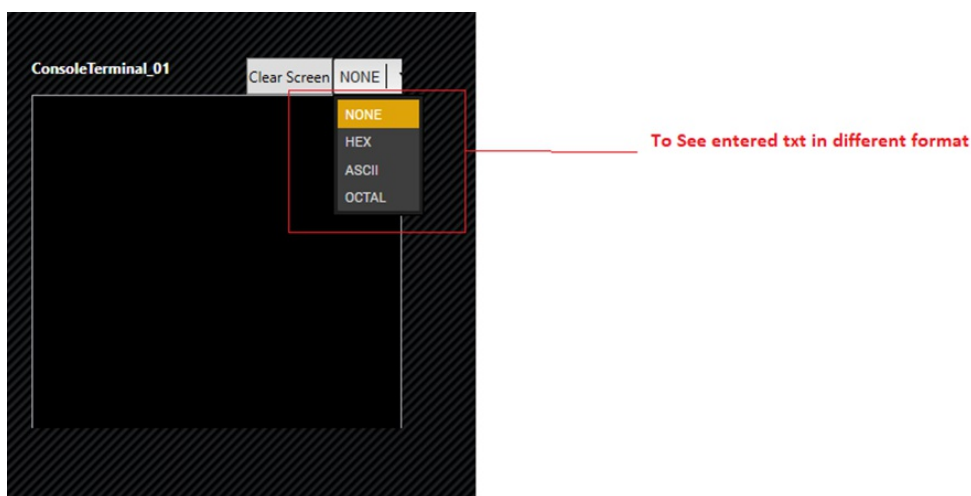 ConsoleTerminal_01
Clear Screen NONE
NONE
HEX
ASCII
OCTAL
To See entered txt in different format